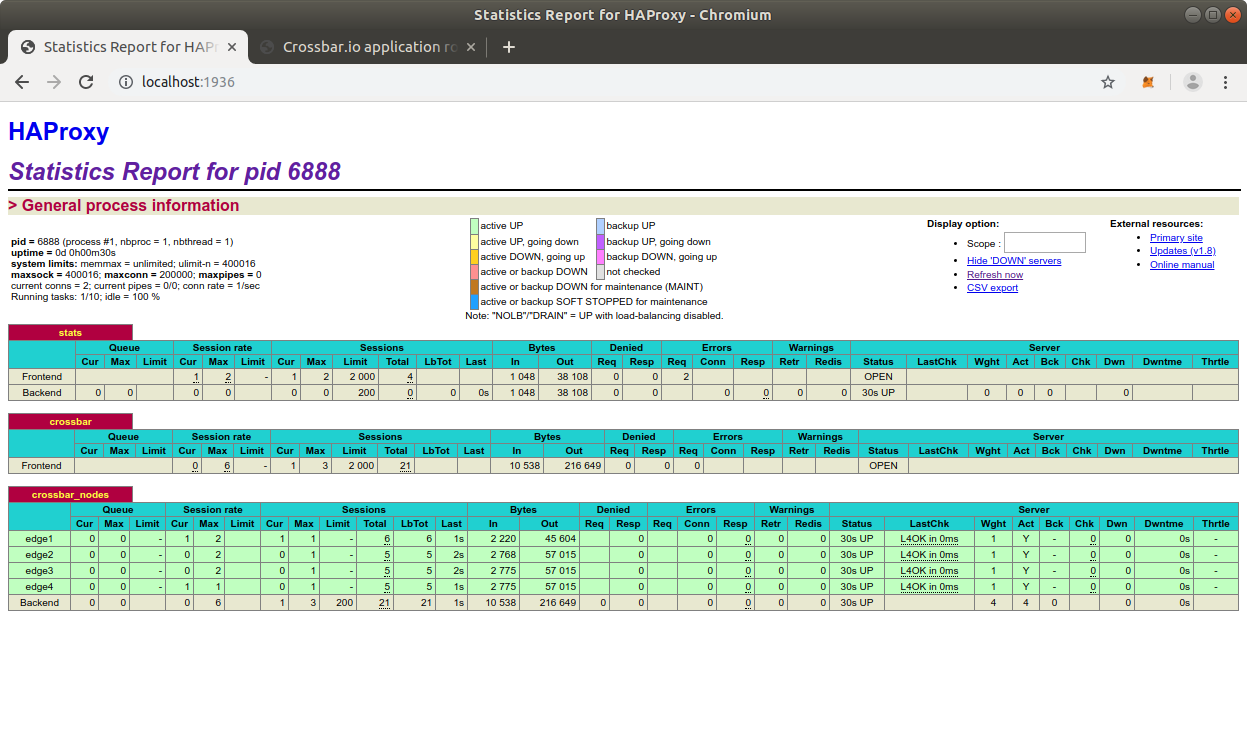 Statistics Report for HAProxy - Chromium
Statistics Report for HAPr
Crossbar.io application ro
localhost:1936
HAProxy
Statistics Report for pid 6888
> General process information
pid = 6888 (process #1, nbproc = 1, nbthread = 1)
uptime = 0d 0h00m30s
system limits: memmax = unlimited; ulimit-n = 400016
maxsock = 400016; maxconn = 200000; maxpipes = 0
current conns = 2; current pipes = 0/0; conn rate = 1/sec
Running tasks: 1/10; idle = 100 %
active UP backup UP
active UP, going down backup UP, going down
active DOWN, going up backup DOWN, going up
active or backup DOWN not checked
active or backup DOWN for maintenance (MAINT)
active or backup SOFT STOPPED for maintenance
Note: "NOLB"/"DRAIN" = UP with load-balancing disabled.
Display option:
Scope :
Hide 'DOWN' servers
Refresh now
CSV export
External resources:
Primary site
Updates (v1.8)
Online manual
stats
Queue Session rate Sessions Bytes Denied Errors Warnings Server
Cur Max Limit Cur Max Limit Cur Max Limit Total LbTot Last In Out Req Resp Req Conn Resp Retr Redis Status LastChk Wght Act Bck Chk Dwn Dwntme Thrtle
Frontend 1 2 - 1 2 2 000 4 1 048 38 108 0 0 2 OPEN
Backend 0 0 0 0 0 0 200 0 0 0s 1 048 38 108 0 0 0 0 0 0 30s UP 0 0 0 0
crossbar
Queue Session rate Sessions Bytes Denied Errors Warnings Server
Cur Max Limit Cur Max Limit Cur Max Limit Total LbTot Last In Out Req Resp Req Conn Resp Retr Redis Status LastChk Wght Act Bck Chk Dwn Dwntme Thrtle
Frontend 0 6 - 1 3 2 000 21 10 538 216 649 0 0 0 OPEN
crossbar_nodes
Queue Session rate Sessions Bytes Denied Errors Warnings Server
Cur Max Limit Cur Max Limit Cur Max Limit Total LbTot Last In Out Req Resp Req Conn Resp Retr Redis Status LastChk Wght Act Bck Chk Dwn Dwntme Thrtle
edge1 0 0 - 1 2 1 1 - 6 6 1s 2 220 45 604 0 0 0 0 0 30s UP L4OK in 0ms 1 Y - 0 0 0s -
edge2 0 0 - 0 2 0 1 - 5 5 2s 2 768 57 015 0 0 0 0 0 30s UP L4OK in 0ms 1 Y - 0 0 0s -
edge3 0 0 - 0 2 0 1 - 5 5 2s 2 775 57 015 0 0 0 0 0 30s UP L4OK in 0ms 1 Y - 0 0 0s -
edge4 0 0 - 1 1 0 1 - 5 5 1s 2 775 57 015 0 0 0 0 0 30s UP L4OK in 0ms 1 Y - 0 0 0s -
Backend 0 0 0 6 1 3 200 21 21 1s 10 538 216 649 0 0 0 0 0 0 30s UP 4 4 0 0 0s